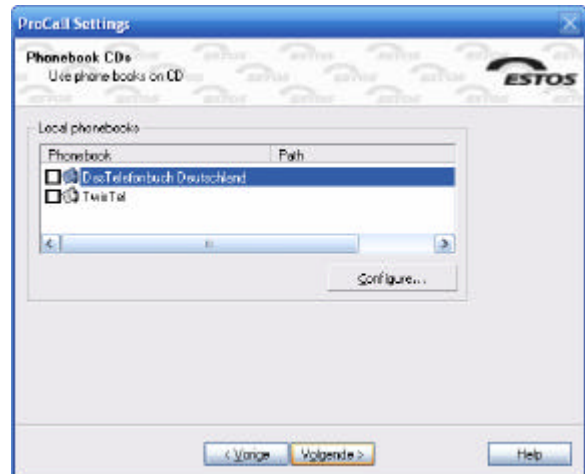 ProCall Settings
Phonebook CDs
Use phone books on CD
ESTOS
Local phonebooks
Phonebook Path
DasTelefonbuch Deutschland
TwixTel
Configure...
< Vorige Volgende > Help